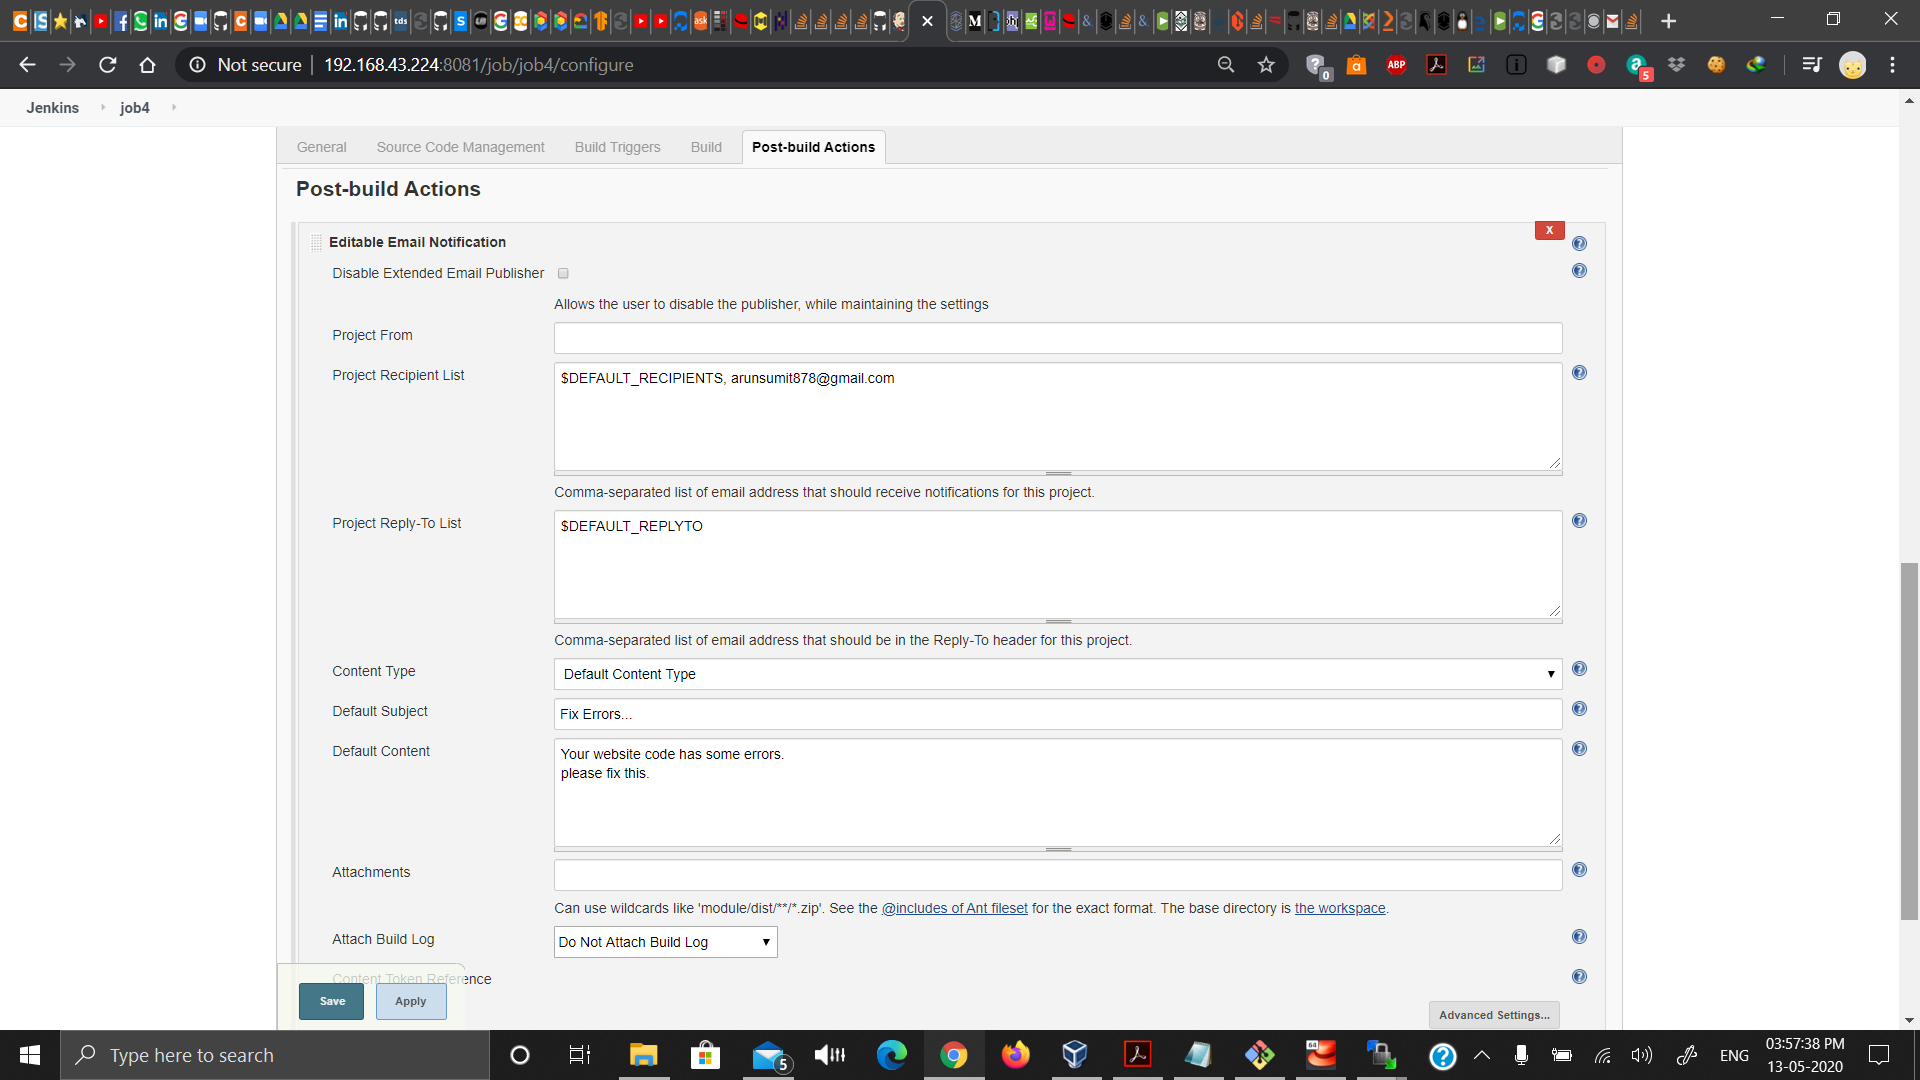 Not secure
192.168.43.224:8081/job/job4/configure
ABP
0
5
Jenkins
job4
General
Source Code Management
Build Triggers
Build
Post-build Actions
Post-build Actions
X
Editable Email Notification
Disable Extended Email Publisher
Allows the user to disable the publisher, while maintaining the settings
Project From
Project Recipient List
$DEFAULT_RECIPIENTS, arunsumit878@gmail.com
Comma-separated list of email address that should receive notifications for this project.
Project Reply-To List
$DEFAULT_REPLYTO
Comma-separated list of email address that should be in the Reply-To header for this project.
Content Type
Default Content Type
Default Subject
Fix Errors...
Default Content
Your website code has some errors.
please fix this.
Attachments
Can use wildcards like 'module/dist/**/*.zip'. See the @includes of Ant fileset for the exact format. The base directory is the workspace.
Attach Build Log
Do Not Attach Build Log
Content Token Reference
Save
Apply
Advanced Settings...
Type here to search
5
64
ENG
03:57:38 PM
13-05-2020